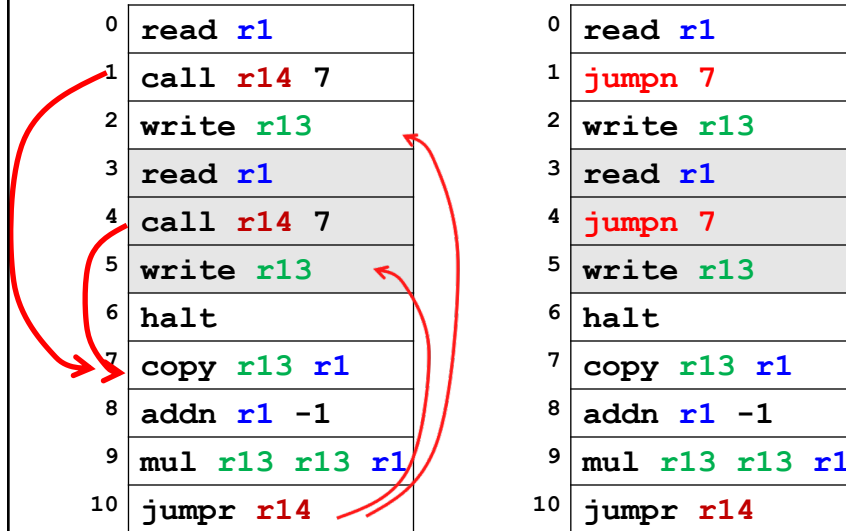 0 read r1
1 call r14 7
2 write r13
3 read r1
4 call r14 7
5 write r13
6 halt
7 copy r13 r1
8 addn r1 -1
9 mul r13 r13 r1
10 jumpr r14
0 read r1
1 jumpn 7
2 write r13
3 read r1
4 jumpn 7
5 write r13
6 halt
7 copy r13 r1
8 addn r1 -1
9 mul r13 r13 r1
10 jumpr r14